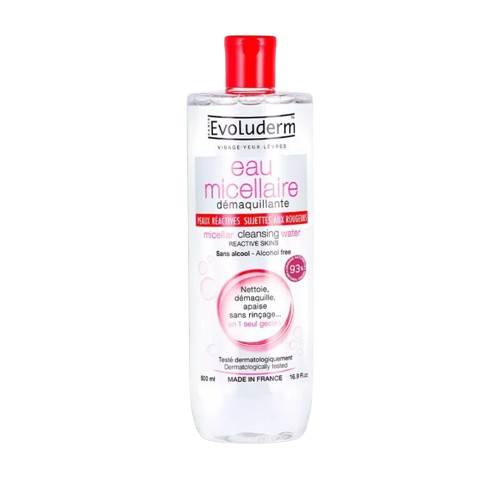 Evoluderm
VISAGE-YEUX-LÈVRES
eau
micellaire
démaquillante
PEAUX RÉACTIVES SUJETTES AUX ROUGEURS
micellar cleansing water
REACTIVE SKINS
Sans alcool - Alcohol free
93%
Nettoie,
démaquille,
apaise
sans rinçage...
en 1 seul geste!
Testé dermatologiquement
Dermatologically tested
500 ml MADE IN FRANCE 16.9 Fl.oz